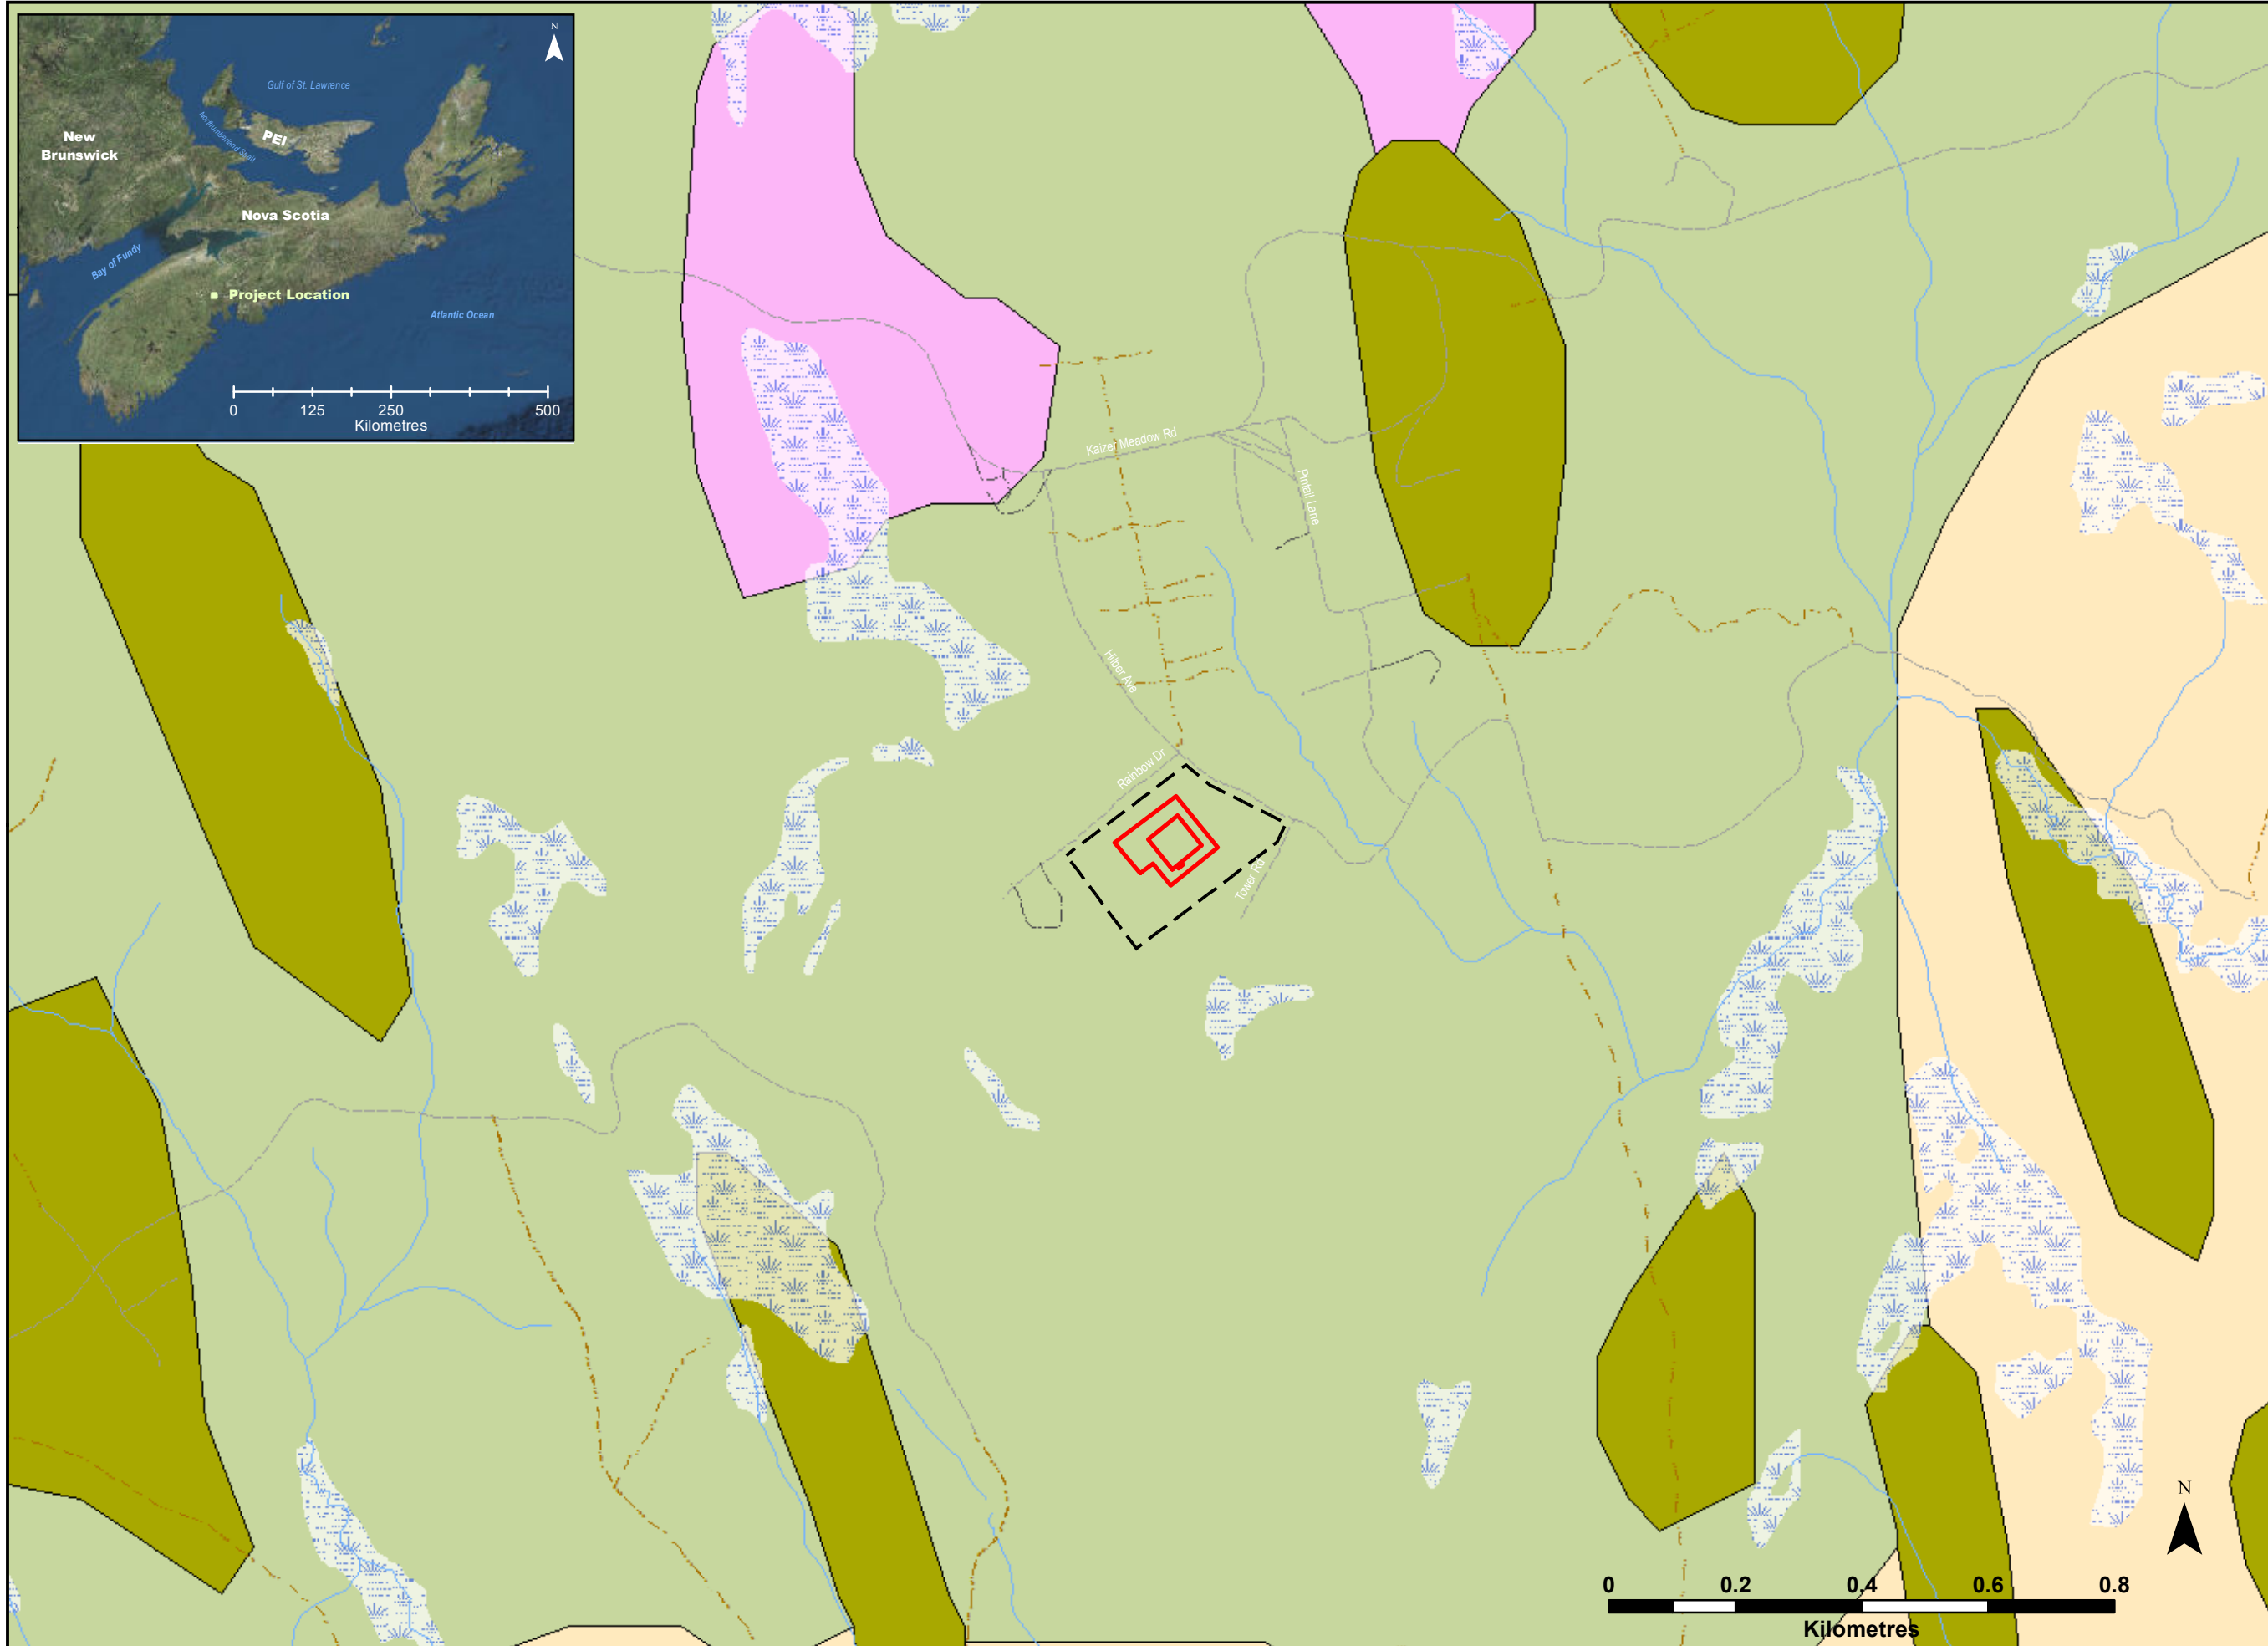 N
Gulf of St. Lawrence
Northumberland Strait
PEI
New
Brunswick
Nova Scotia
Bay of Fundy
Project Location
Atlantic Ocean
0 125 250 500
Kilometres
Kaizer Meadow Rd
Pintail Lane
Hilber Ave
Rainbow Dr
Tower Rd
N
0 0.2 0.4 0.6 0.8
Kilometres